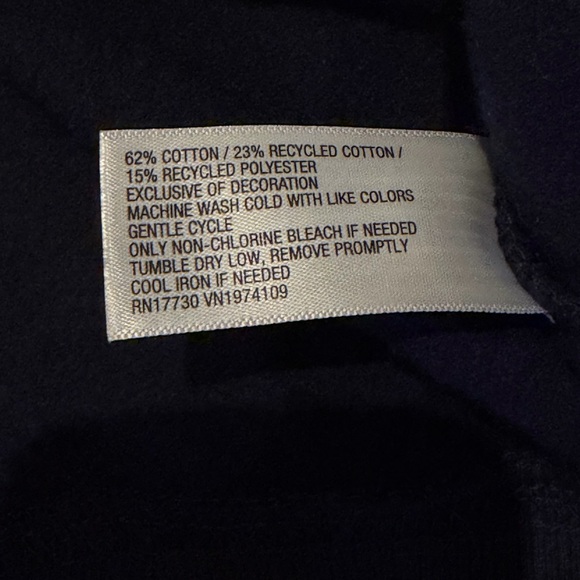 62% COTTON / 23% RECYCLED COTTON /
15% RECYCLED POLYESTER
EXCLUSIVE OF DECORATION
MACHINE WASH COLD WITH LIKE COLORS
GENTLE CYCLE
ONLY NON-CHLORINE BLEACH IF NEEDED
TUMBLE DRY LOW, REMOVE PROMPTLY
COOL IRON IF NEEDED
RN17730 VN1974109